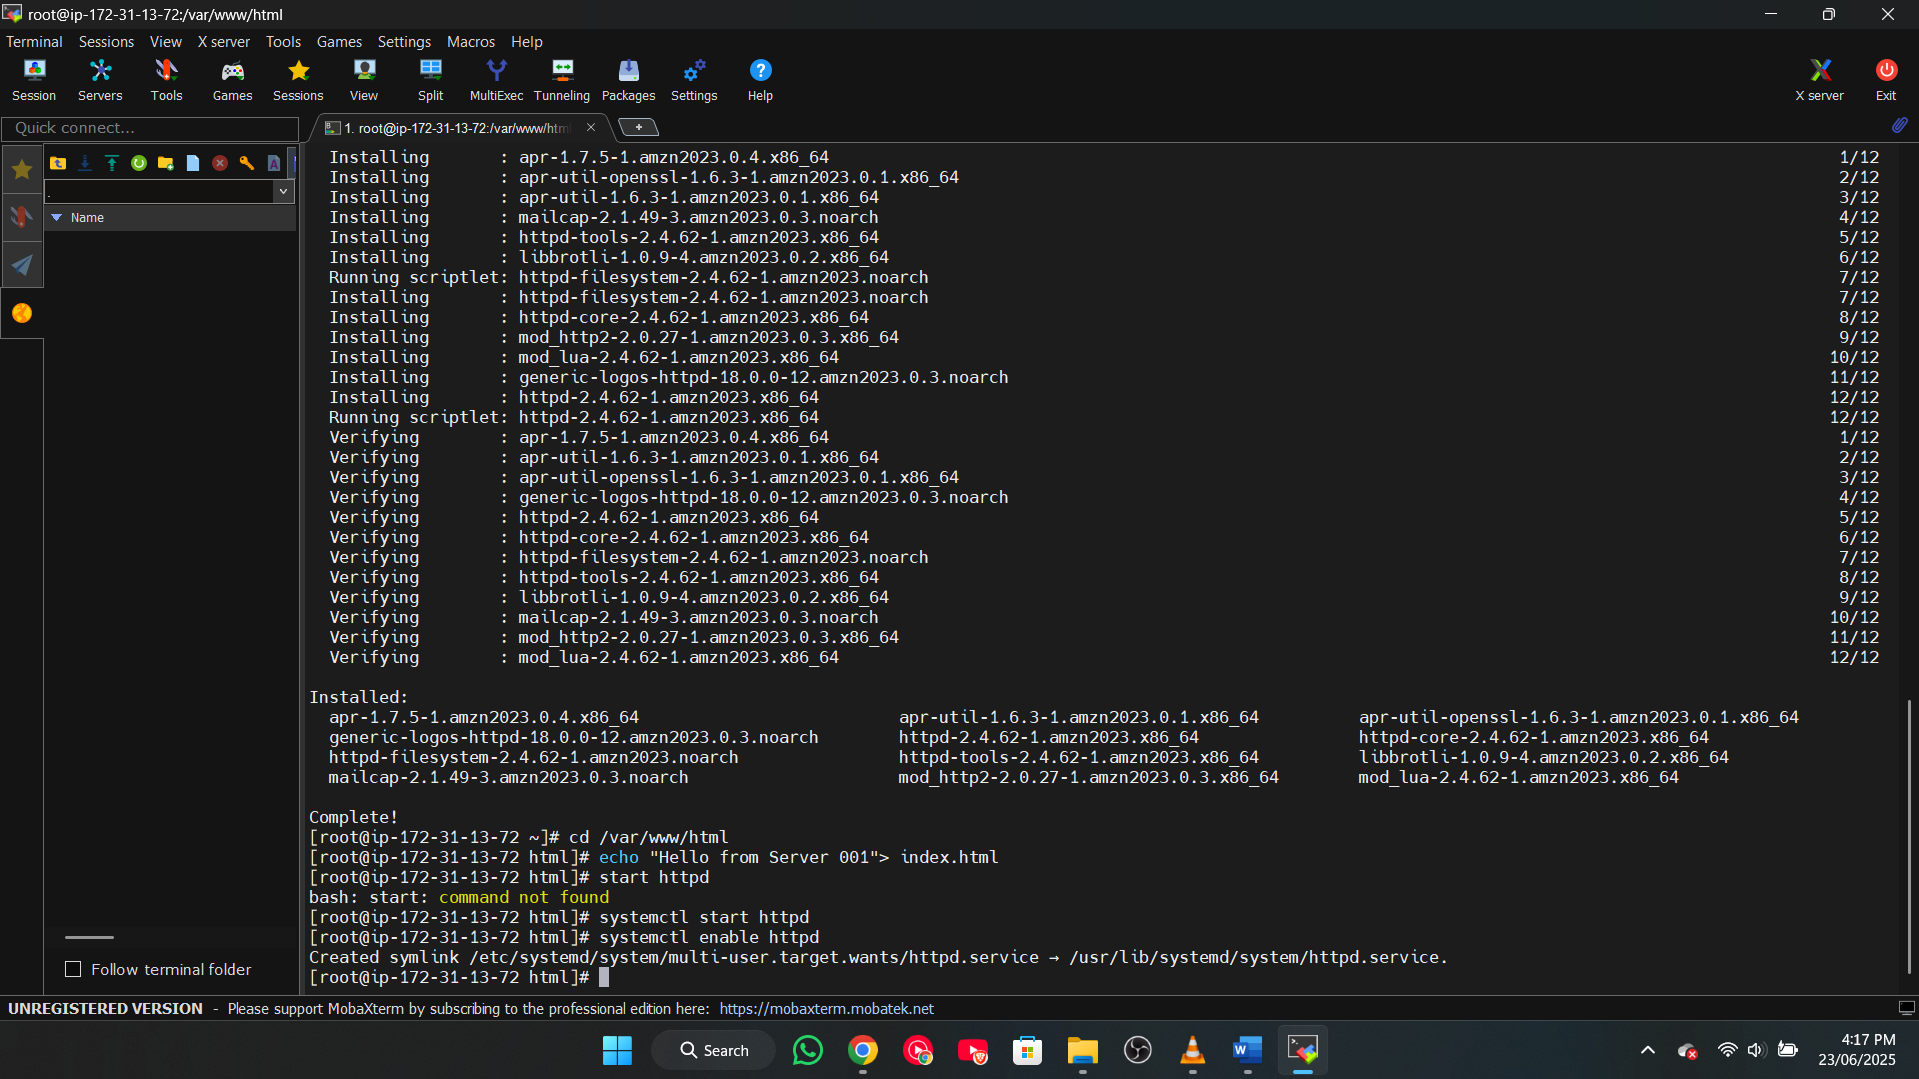 root@ip-172-31-13-72:/var/www/html
Terminal Sessions View X server Tools Games Settings Macros Help
Session Servers Tools Games Sessions View Split MultiExec Tunneling Packages Settings Help X server Exit
Quick connect...
1. root@ip-172-31-13-72:/var/www/html
.
Name
Installing : apr-1.7.5-1.amzn2023.0.4.x86_64 1/12
Installing : apr-util-openssl-1.6.3-1.amzn2023.0.1.x86_64 2/12
Installing : apr-util-1.6.3-1.amzn2023.0.1.x86_64 3/12
Installing : mailcap-2.1.49-3.amzn2023.0.3.noarch 4/12
Installing : httpd-tools-2.4.62-1.amzn2023.x86_64 5/12
Installing : libbrotli-1.0.9-4.amzn2023.0.2.x86_64 6/12
Running scriptlet: httpd-filesystem-2.4.62-1.amzn2023.noarch 7/12
Installing : httpd-filesystem-2.4.62-1.amzn2023.noarch 7/12
Installing : httpd-core-2.4.62-1.amzn2023.x86_64 8/12
Installing : mod_http2-2.0.27-1.amzn2023.0.3.x86_64 9/12
Installing : mod_lua-2.4.62-1.amzn2023.x86_64 10/12
Installing : generic-logos-httpd-18.0.0-12.amzn2023.0.3.noarch 11/12
Installing : httpd-2.4.62-1.amzn2023.x86_64 12/12
Running scriptlet: httpd-2.4.62-1.amzn2023.x86_64 12/12
Verifying : apr-1.7.5-1.amzn2023.0.4.x86_64 1/12
Verifying : apr-util-1.6.3-1.amzn2023.0.1.x86_64 2/12
Verifying : apr-util-openssl-1.6.3-1.amzn2023.0.1.x86_64 3/12
Verifying : generic-logos-httpd-18.0.0-12.amzn2023.0.3.noarch 4/12
Verifying : httpd-2.4.62-1.amzn2023.x86_64 5/12
Verifying : httpd-core-2.4.62-1.amzn2023.x86_64 6/12
Verifying : httpd-filesystem-2.4.62-1.amzn2023.noarch 7/12
Verifying : httpd-tools-2.4.62-1.amzn2023.x86_64 8/12
Verifying : libbrotli-1.0.9-4.amzn2023.0.2.x86_64 9/12
Verifying : mailcap-2.1.49-3.amzn2023.0.3.noarch 10/12
Verifying : mod_http2-2.0.27-1.amzn2023.0.3.x86_64 11/12
Verifying : mod_lua-2.4.62-1.amzn2023.x86_64 12/12
Installed:
apr-1.7.5-1.amzn2023.0.4.x86_64 apr-util-1.6.3-1.amzn2023.0.1.x86_64 apr-util-openssl-1.6.3-1.amzn2023.0.1.x86_64
generic-logos-httpd-18.0.0-12.amzn2023.0.3.noarch httpd-2.4.62-1.amzn2023.x86_64 httpd-core-2.4.62-1.amzn2023.x86_64
httpd-filesystem-2.4.62-1.amzn2023.noarch httpd-tools-2.4.62-1.amzn2023.x86_64 libbrotli-1.0.9-4.amzn2023.0.2.x86_64
mailcap-2.1.49-3.amzn2023.0.3.noarch mod_http2-2.0.27-1.amzn2023.0.3.x86_64 mod_lua-2.4.62-1.amzn2023.x86_64
Complete!
[root@ip-172-31-13-72 ~]# cd /var/www/html
[root@ip-172-31-13-72 html]# echo "Hello from Server 001"> index.html
[root@ip-172-31-13-72 html]# start httpd
bash: start: command not found
[root@ip-172-31-13-72 html]# systemctl start httpd
[root@ip-172-31-13-72 html]# systemctl enable httpd
Created symlink /etc/systemd/system/multi-user.target.wants/httpd.service → /usr/lib/systemd/system/httpd.service.
[root@ip-172-31-13-72 html]#
Follow terminal folder
UNREGISTERED VERSION - Please support MobaXterm by subscribing to the professional edition here: https://mobaxterm.mobatek.net
Search
4:17 PM
23/06/2025